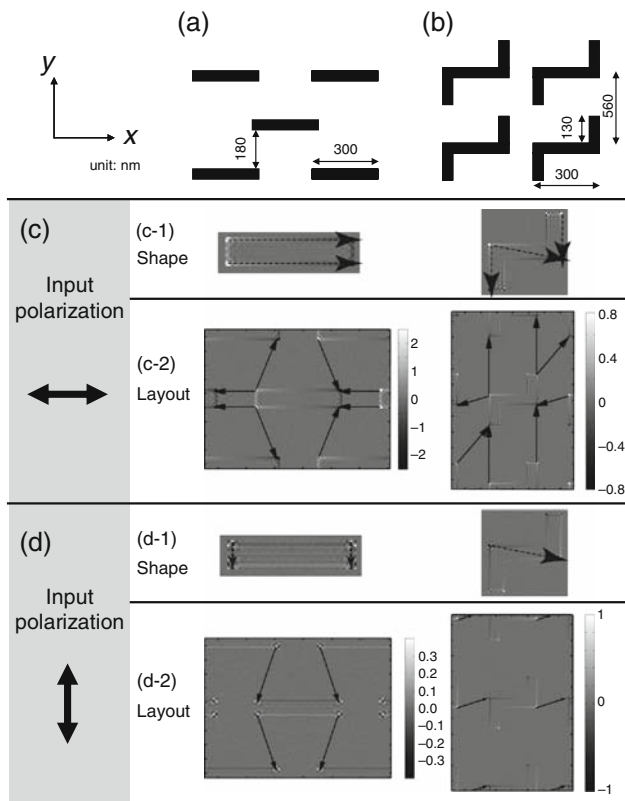 (a)
(b)
y
x
unit: nm
180
300
130
560
300
(c)
Input
polarization
(c-1)
Shape
(c-2)
Layout
2
1
0
−1
−2
0.8
0.4
0
−0.4
−0.8
(d)
Input
polarization
(d-1)
Shape
(d-2)
Layout
0.3
0.2
0.1
0.0
−0.1
−0.2
−0.3
1
0
−1